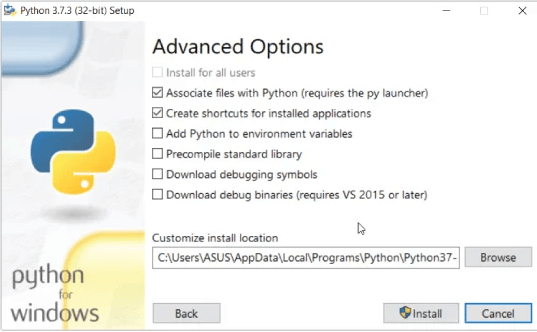 Python 3.7.3 (32-bit) Setup
Advanced Options
Install for all users
Associate files with Python (requires the py launcher)
Create shortcuts for installed applications
Add Python to environment variables
Precompile standard library
Download debugging symbols
Download debug binaries (requires VS 2015 or later)
Customize install location
C:\Users\ASUS\AppData\Local\Programs\Python\Python37-
Browse
python
for
windows
Back
Install
Cancel